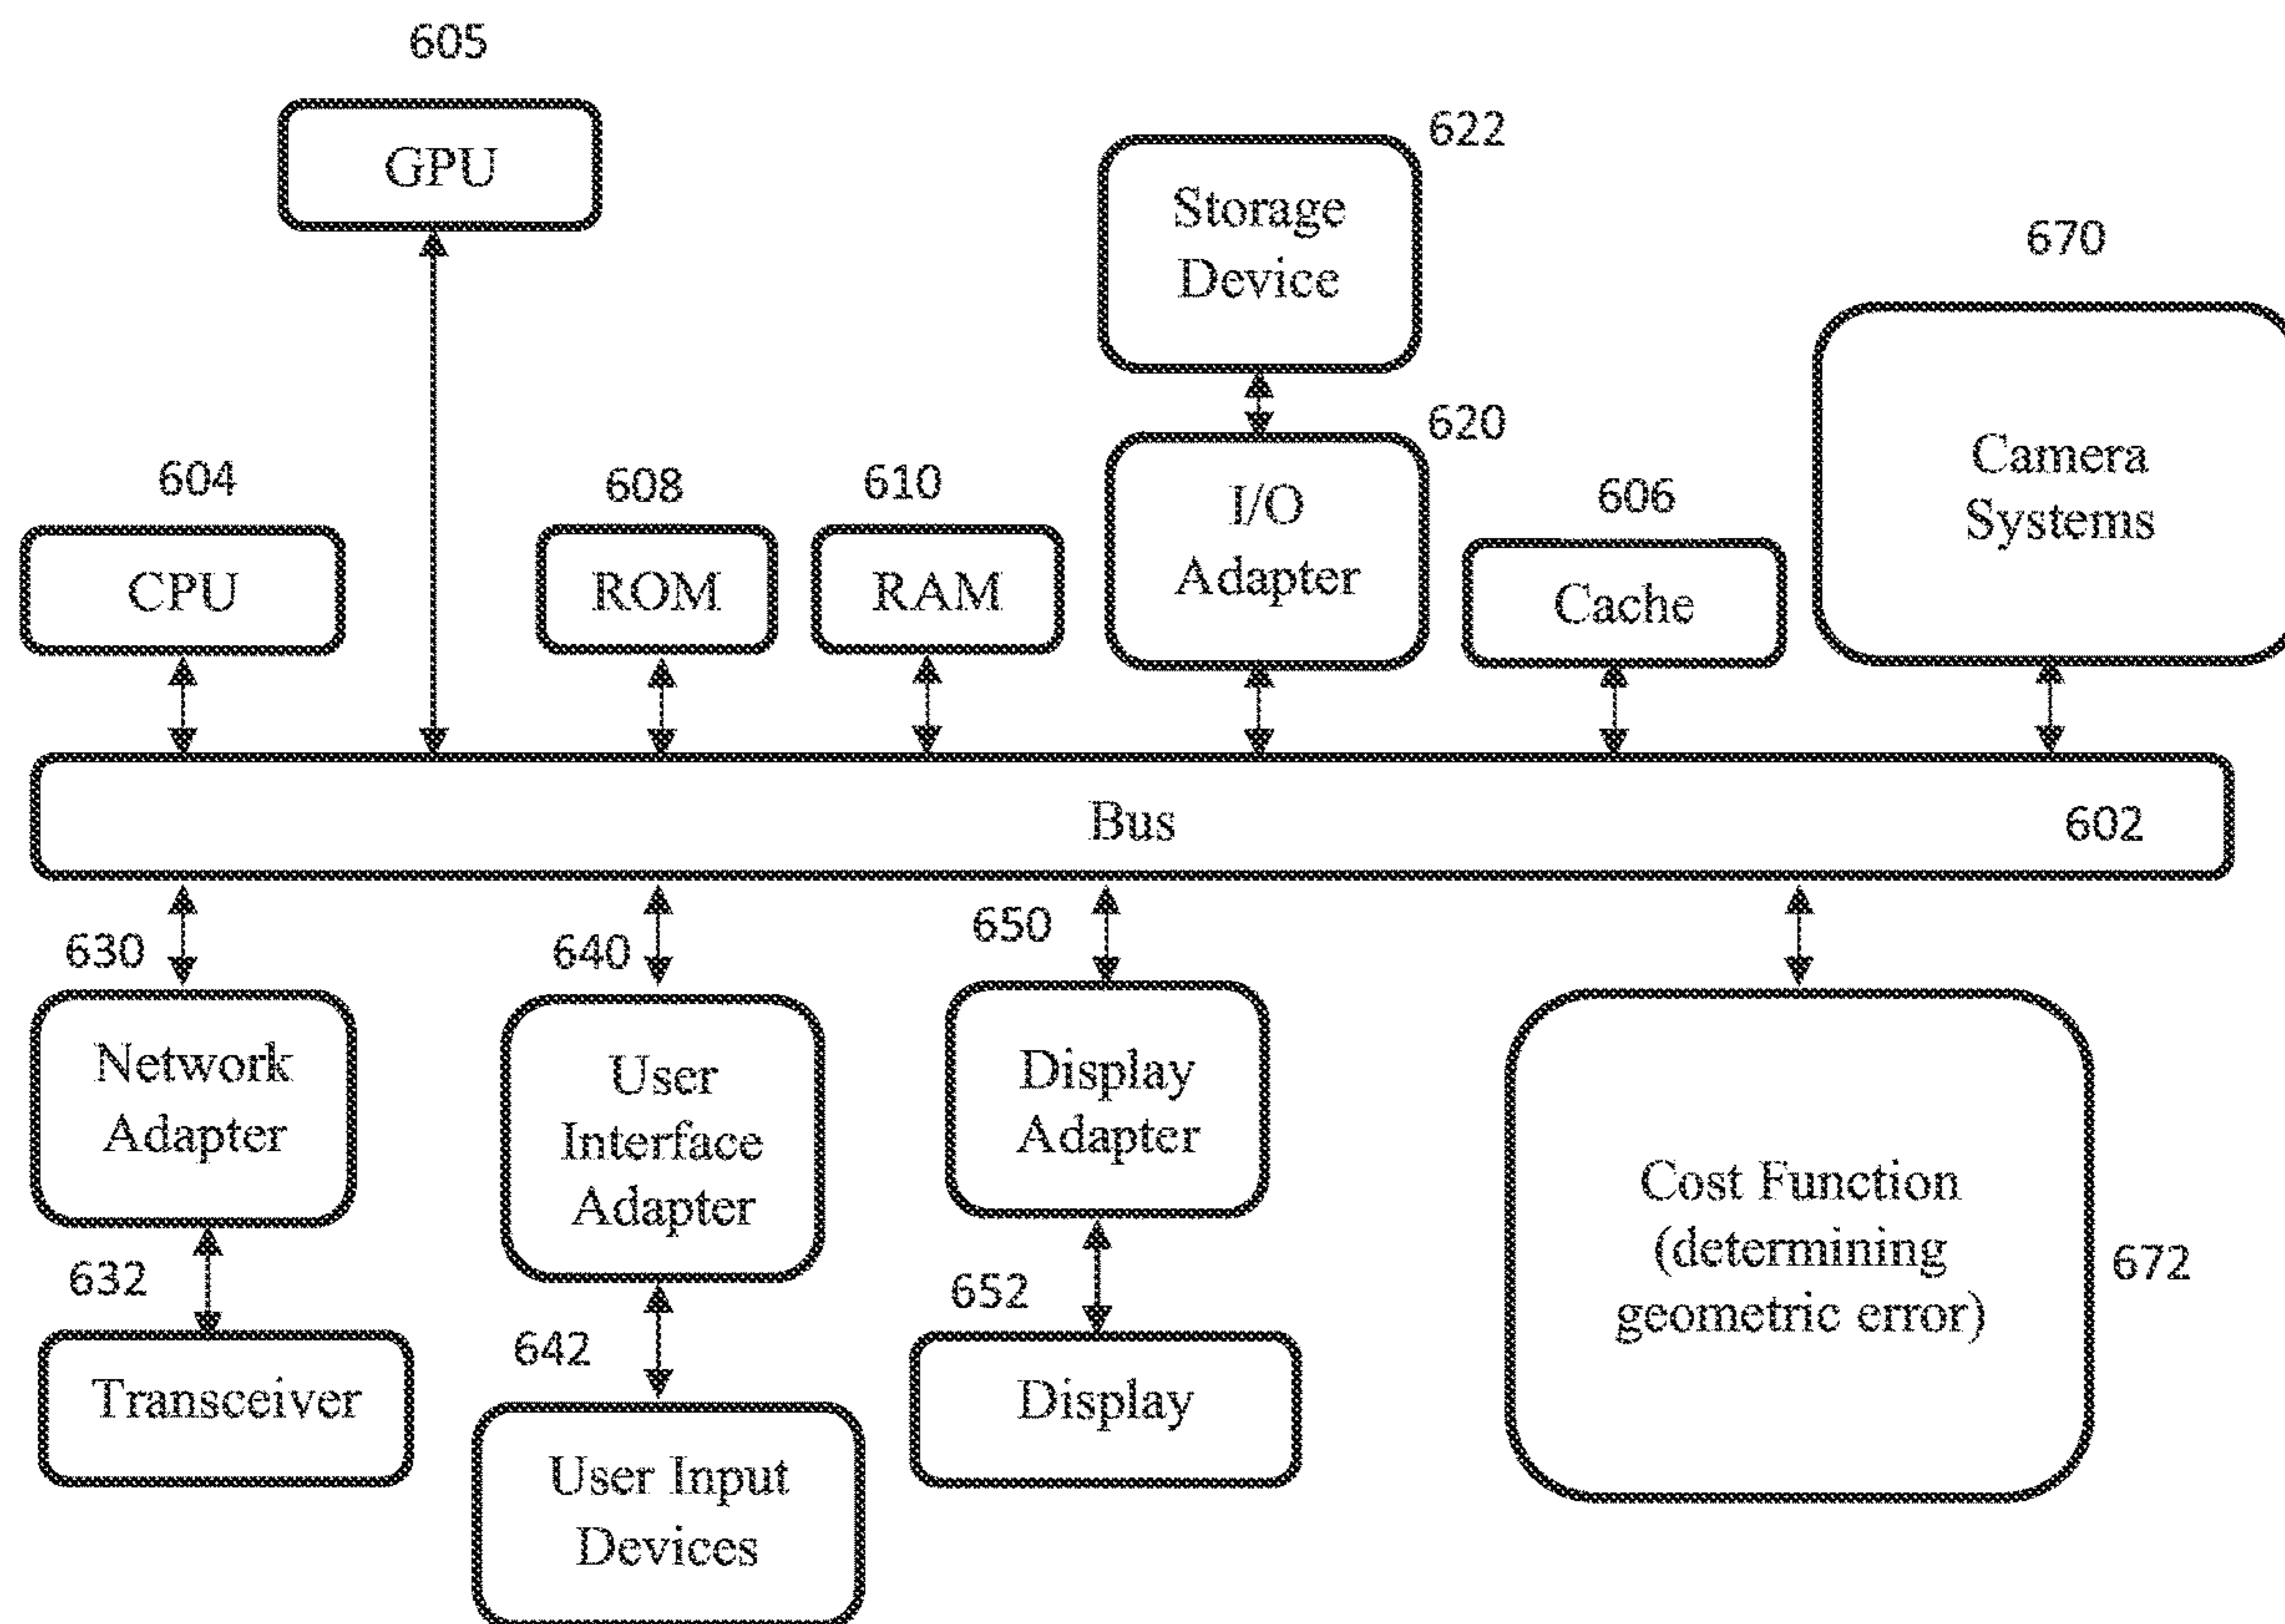 605
GPU
622
Storage
Device
670
Camera
Systems
620
I/O
Adapter
604
CPU
608
ROM
610
RAM
606
Cache
Bus
602
630
Network
Adapter
640
User
Interface
Adapter
650
Display
Adapter
Cost Function
(determining
geometric error)
672
632
Transceiver
642
User Input
Devices
652
Display